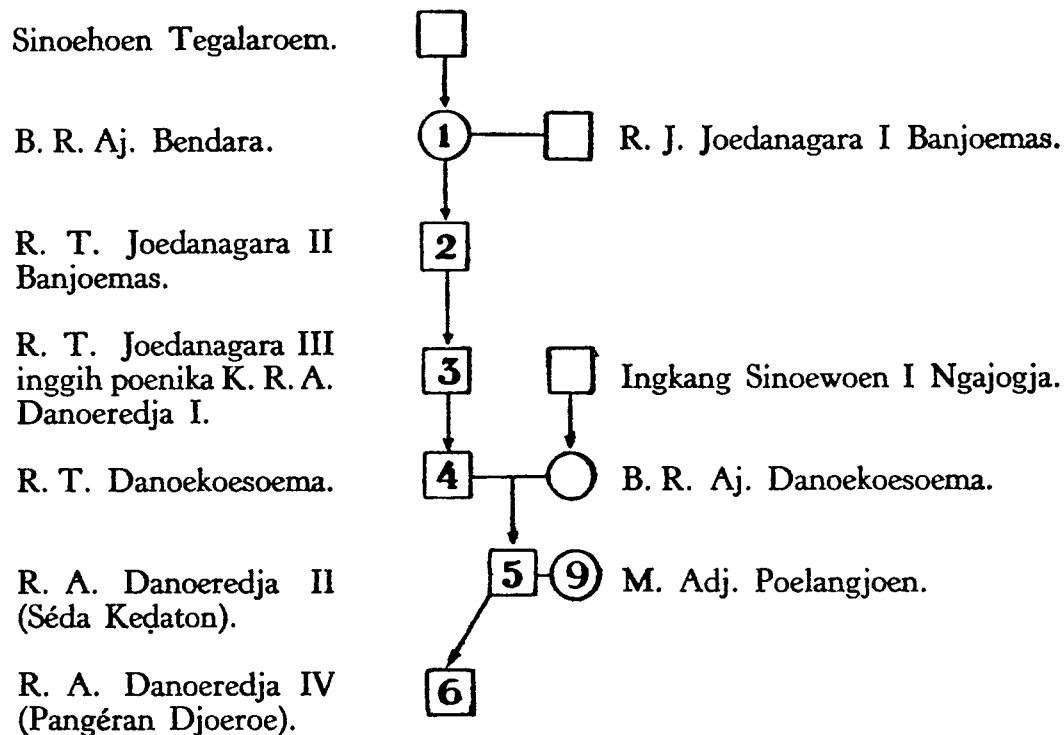 Sinoehoen Tegalaroem.
B. R. Aj. Bendara.
1
R. J. Joedanagara I Banjoemas.
R. T. Joedanagara II
Banjoemas.
2
R. T. Joedanagara III
inggih poenika K. R. A.
Danoeredja I.
3
Ingkang Sinoewoen I Ngajogja.
R. T. Danoekoesoema.
4
B. R. Aj. Danoekoesoema.
R. A. Danoeredja II
(Séda Keḍaton).
5
9
M. Adj. Poelangjoen.
R. A. Danoeredja IV
(Pangéran Djoeroe).
6